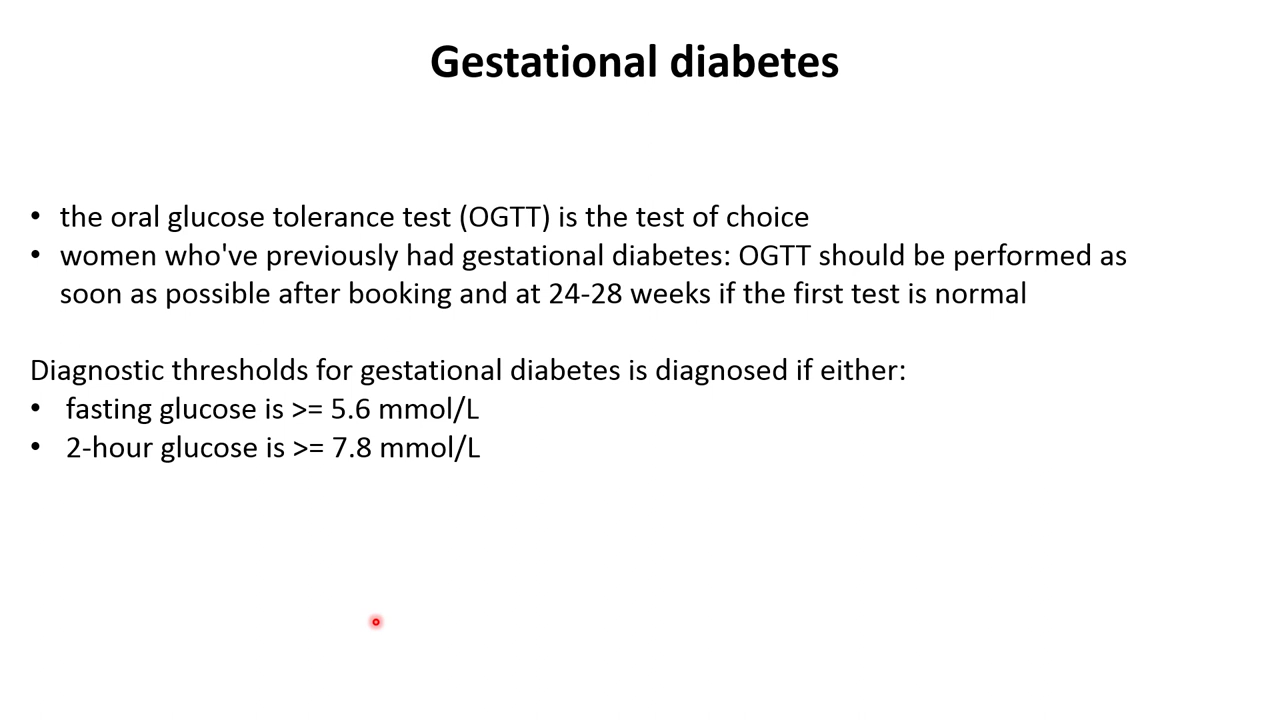 Gestational diabetes
• the oral glucose tolerance test (OGTT) is the test of choice
• women who've previously had gestational diabetes: OGTT should be performed as
soon as possible after booking and at 24-28 weeks if the first test is normal
Diagnostic thresholds for gestational diabetes is diagnosed if either:
• fasting glucose is >= 5.6 mmol/L
• 2-hour glucose is >= 7.8 mmol/L